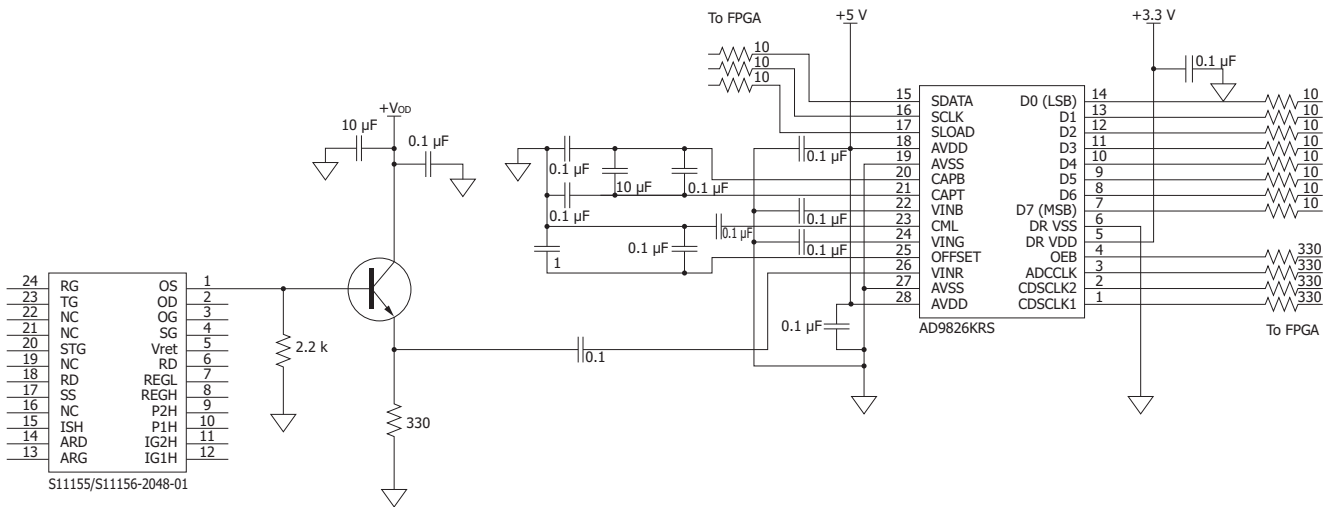 To FPGA
+5 V
+3.3 V
10
10
10
0.1 µF
+VOD
10 µF
0.1 µF
15 SDATA D0 (LSB) 14 10
16 SCLK D1 13 10
17 SLOAD D2 12 10
18 AVDD D3 11 10
19 AVSS D4 10 10
20 CAPB D5 9 10
21 CAPT D6 8 10
22 VINB D7 (MSB) 7 10
23 CML DR VSS 6
24 VING DR VDD 5
25 OFFSET OEB 4 330
26 VINR ADCCLK 3 330
27 AVSS CDSCLK2 2 330
28 AVDD CDSCLK1 1 330
AD9826KRS
To FPGA
0.1 µF
0.1 µF
10 µF
0.1 µF
0.1 µF
0.1 µF
0.1 µF
0.1 µF
0.1 µF
1
0.1 µF
0.1
24 RG OS 1
23 TG OD 2
22 NC OG 3
21 NC SG 4
20 STG Vret 5
19 NC RD 6
18 RD REGL 7
17 SS REGH 8
16 NC P2H 9
15 ISH P1H 10
14 ARD IG2H 11
13 ARG IG1H 12
S11155/S11156-2048-01
2.2 k
330